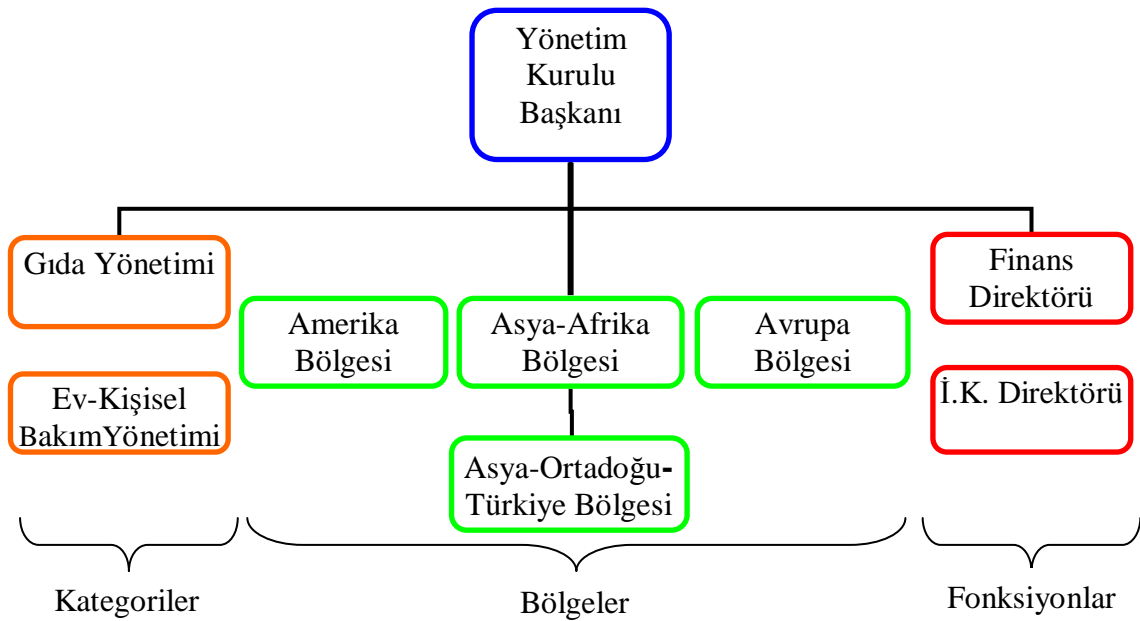 Yönetim
Kurulu
Başkanı
Gıda Yönetimi
Finans
Direktörü
Amerika
Bölgesi
Asya-Afrika
Bölgesi
Avrupa
Bölgesi
Ev-Kişisel
BakımYönetimi
İ.K. Direktörü
Asya-Ortadoğu-
Türkiye Bölgesi
Kategoriler
Bölgeler
Fonksiyonlar